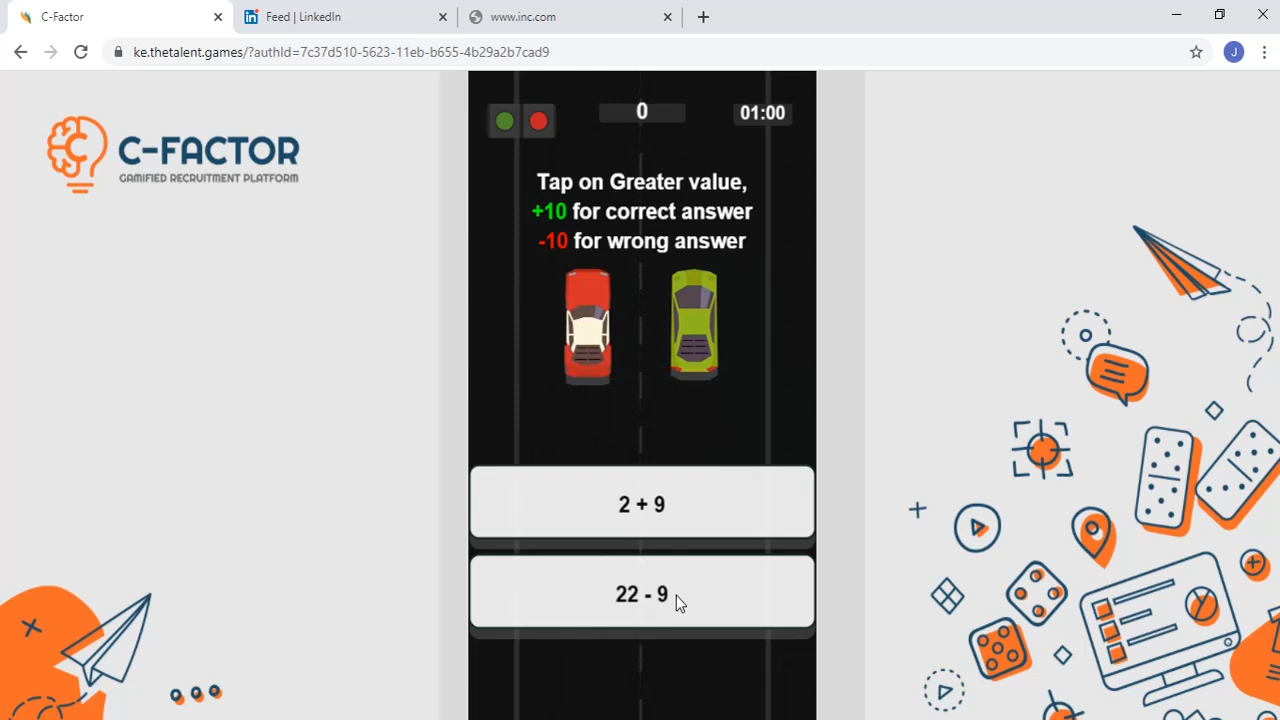 C-Factor
Feed | LinkedIn
www.inc.com
ke.thetalent.games/?authId=7c37d510-5623-11eb-b655-4b29a2b7cad9
J
C-FACTOR
GAMIFIED RECRUITMENT PLATFORM
0
01:00
Tap on Greater value,
+10 for correct answer
-10 for wrong answer
2 + 9
22 - 9